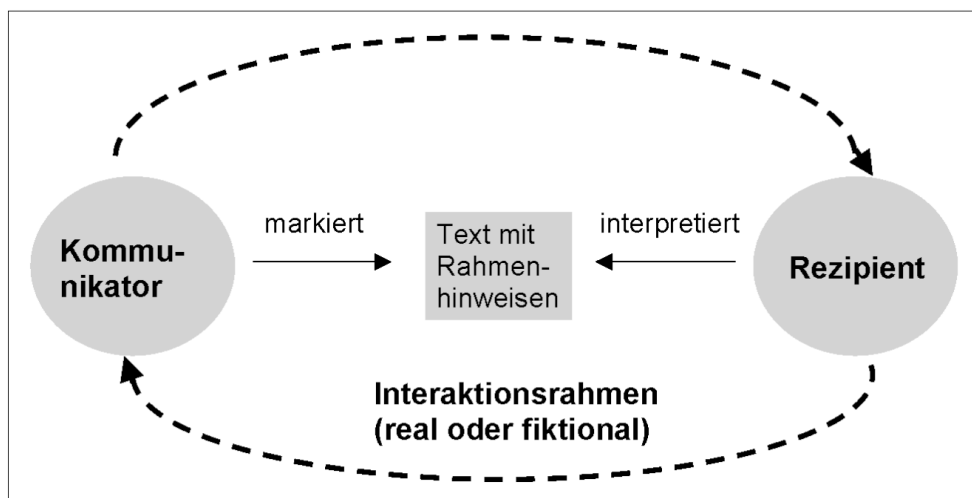 Kommu-
nikator
markiert
Text mit
Rahmen-
hinweisen
interpretiert
Rezipient
Interaktionsrahmen
(real oder fiktional)